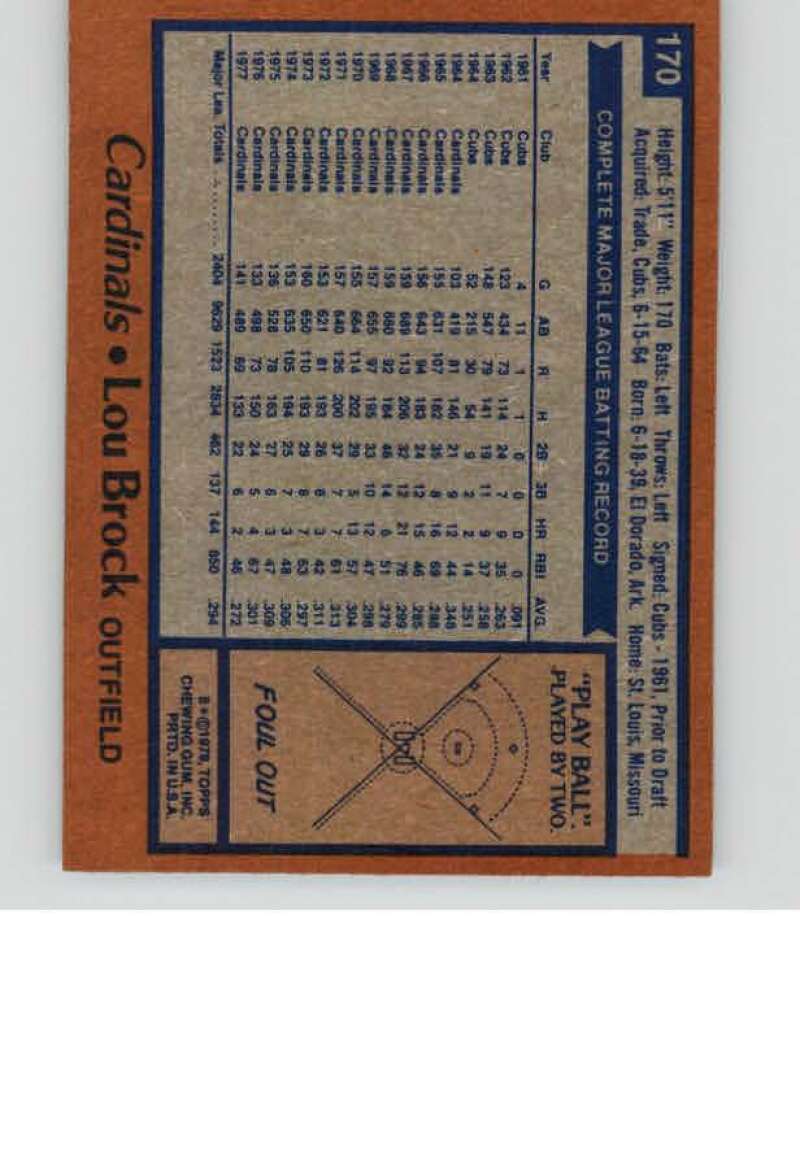 170
Height: 5'11" Weight: 170 Bats: Left Throws: Left Signed: Cubs - 1961, Prior to Draft
Acquired: Trade, Cubs, 6-15-64 Born: 6-18-39, El Dorado, Ark. Home: St. Louis, Missouri
COMPLETE MAJOR LEAGUE BATTING RECORD
Year Club G AB R H 2B 3B HR RBI AVG.
1961 Cubs 4 11 1 1 0 0 0 0 .091
1962 Cubs 123 434 73 114 24 7 9 35 .263
1963 Cubs 148 547 79 141 19 11 9 37 .258
1964 Cubs 52 215 30 54 9 2 2 14 .251
1964 Cardinals 103 419 81 146 21 9 12 44 .348
1965 Cardinals 155 631 107 182 35 8 16 69 .288
1966 Cardinals 156 643 94 183 24 12 15 46 .285
1967 Cardinals 159 689 113 206 32 12 21 76 .299
1968 Cardinals 159 660 92 184 46 14 6 51 .279
1969 Cardinals 157 655 97 195 33 10 12 47 .298
1970 Cardinals 155 664 114 202 29 5 13 57 .304
1971 Cardinals 157 640 126 200 37 7 7 61 .313
1972 Cardinals 153 621 81 193 26 8 3 42 .311
1973 Cardinals 160 650 110 193 29 8 7 63 .297
1974 Cardinals 153 635 105 194 25 7 3 48 .306
1975 Cardinals 136 528 78 163 27 6 3 47 .309
1976 Cardinals 133 498 73 150 24 5 4 67 .301
1977 Cardinals 141 489 69 133 22 6 2 46 .272
Major Lea. Totals 2404 9629 1523 2834 462 137 144 850 .294
"PLAY BALL"
PLAYED BY TWO.
FOUL OUT
B • ©1978, TOPPS
CHEWING GUM, INC.
PRTD. IN U.S.A.
Cardinals • Lou Brock OUTFIELD